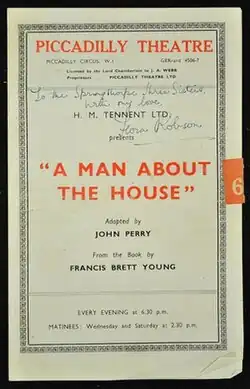 PICCADILLY THEATRE
PICCADILLY CIRCUS, W.1 GERrard 4506-7
Licensed by the Lord Chamberlain to J. A. WEBB
Proprietors PICCADILLY THEATRE LTD.
To the Springthorpe three Sisters,
with my love,
H. M. TENNENT LTD.
Flora Robson
presents
"A MAN ABOUT
THE HOUSE"
Adapted by
JOHN PERRY
From the Book by
FRANCIS BRETT YOUNG
EVERY EVENING at 6.30 p.m.
MATINEES: Wednesday and Saturday at 2.30 p.m.
6